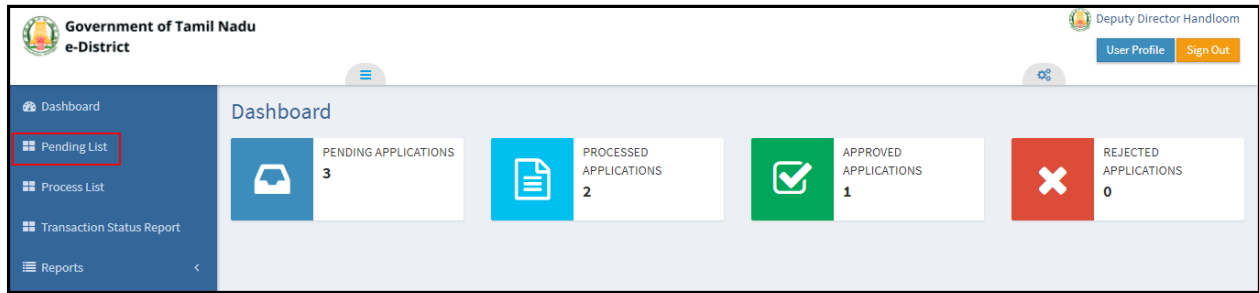 Government of Tamil Nadu
e-District
Deputy Director Handloom
User Profile
Sign Out
Dashboard
Pending List
Process List
Transaction Status Report
Reports
Dashboard
PENDING APPLICATIONS
3
PROCESSED
APPLICATIONS
2
APPROVED
APPLICATIONS
1
REJECTED
APPLICATIONS
0